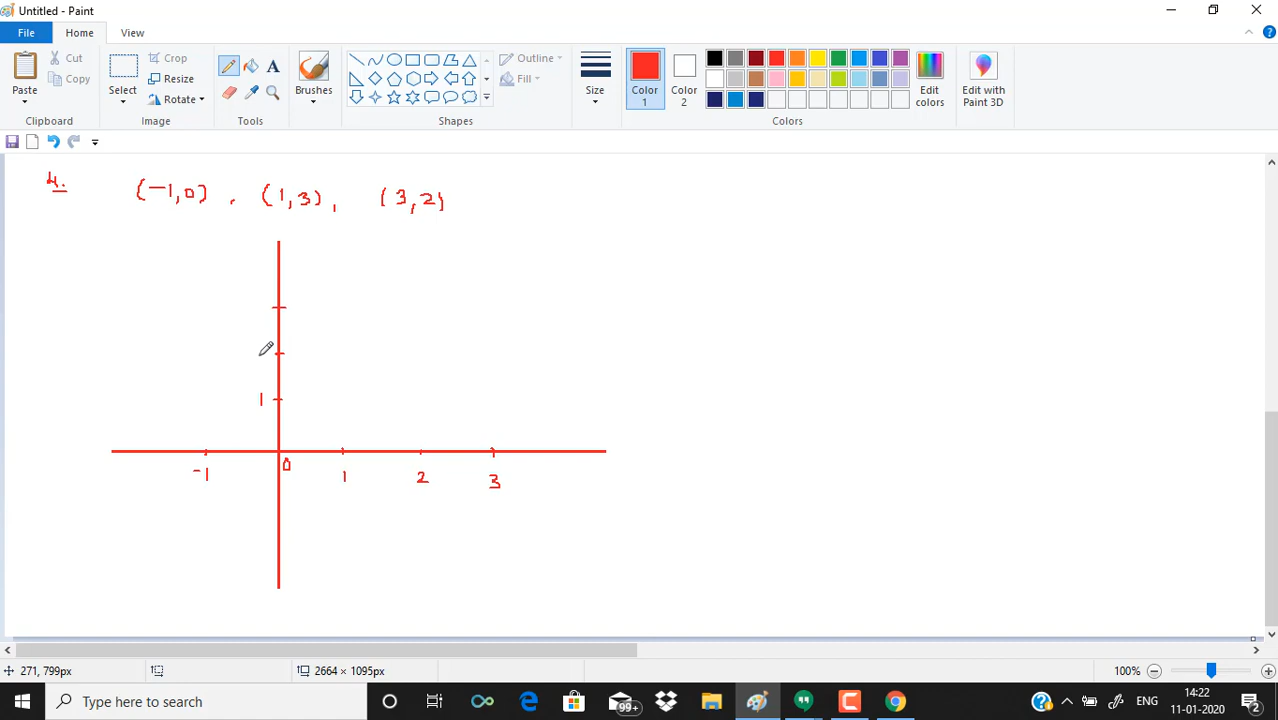 Untitled - Paint
File Home View
Paste Cut Copy Clipboard
Select Crop Resize Rotate Image
Tools
Brushes
Outline Fill Shapes
Size
Color 1 Color 2 Colors
Edit colors
Edit with Paint 3D
4. (-1,0) , (1,3) , (3,2)
1
-1 0 1 2 3
271, 799px 2664 × 1095px 100%
Type here to search 99+ ENG 14:22 11-01-2020 2